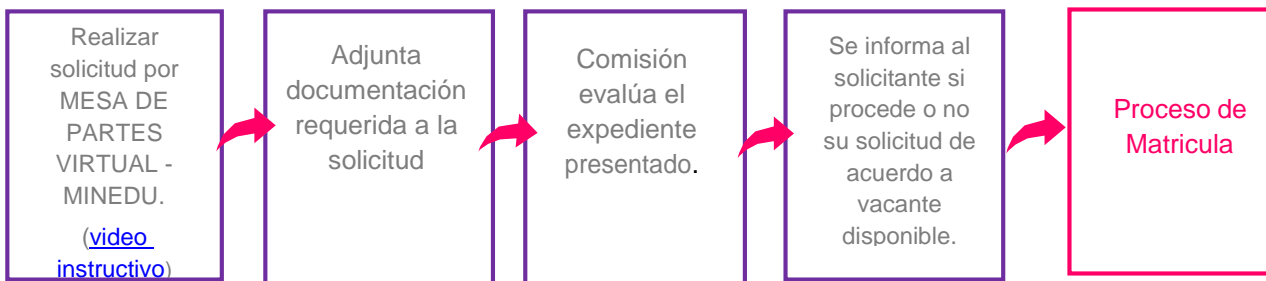 Realizar
solicitud por
MESA DE
PARTES
VIRTUAL -
MINEDU.
(video
instructivo)
Adjunta
documentación
requerida a la
solicitud
Comisión
evalúa el
expediente
presentado.
Se informa al
solicitante si
procede o no
su solicitud de
acuerdo a
vacante
disponible.
Proceso de
Matricula